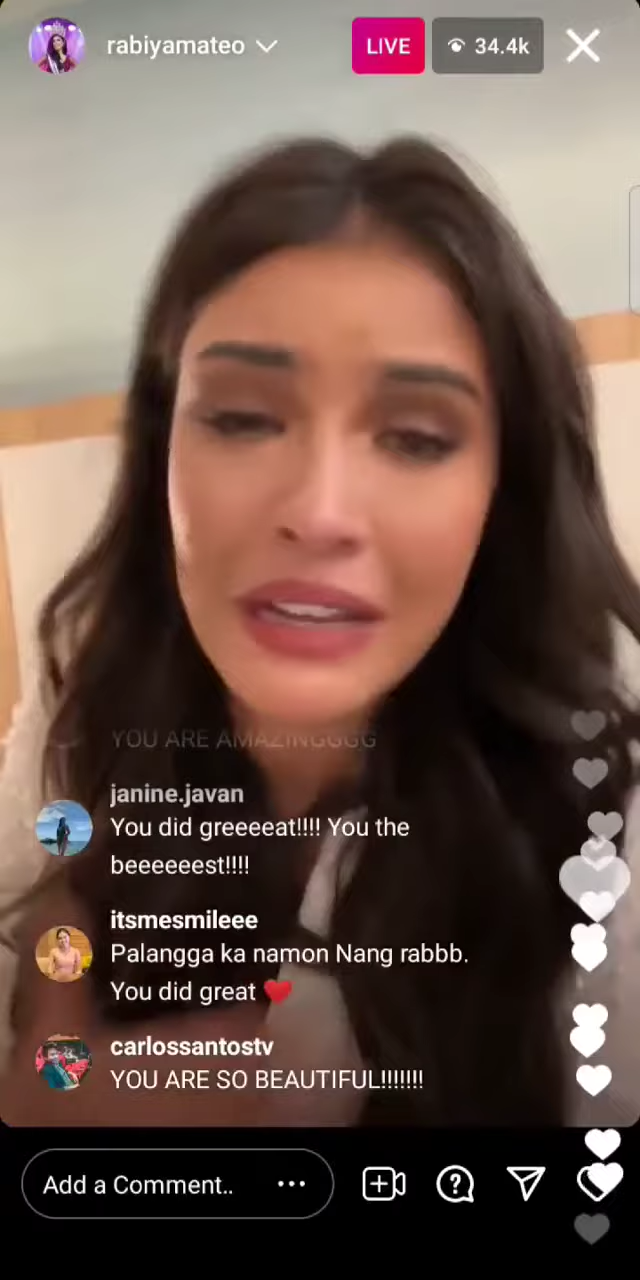 rabiyamateo
LIVE
34.4k
YOU ARE AMAZINGGGG
janine.javan
You did greeeeat!!!! You the
beeeeeest!!!!
itsmesmileee
Palangga ka namon Nang rabbb.
You did great ❤️
carlossantostv
YOU ARE SO BEAUTIFUL!!!!!!!
Add a Comment..